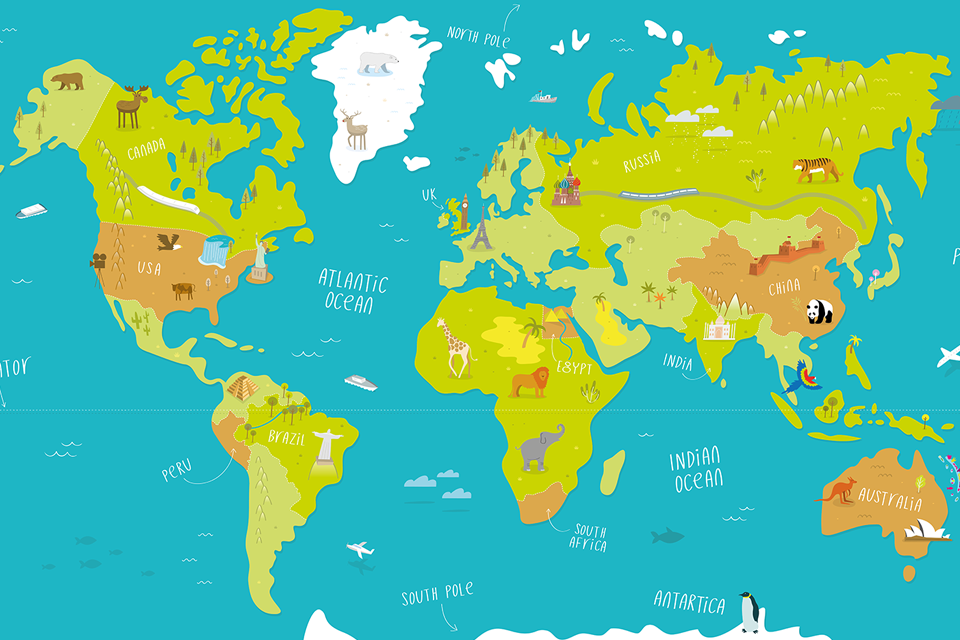 NORTH POLE
CANADA
RUSSIA
UK
USA
ATLANTIC
OCEAN
CHINA
EGYPT
INDIA
ATOR
BRAZIL
PERU
INDIAN
OCEAN
AUSTRALIA
SOUTH
AFRICA
SOUTH POLE
ANTARTICA